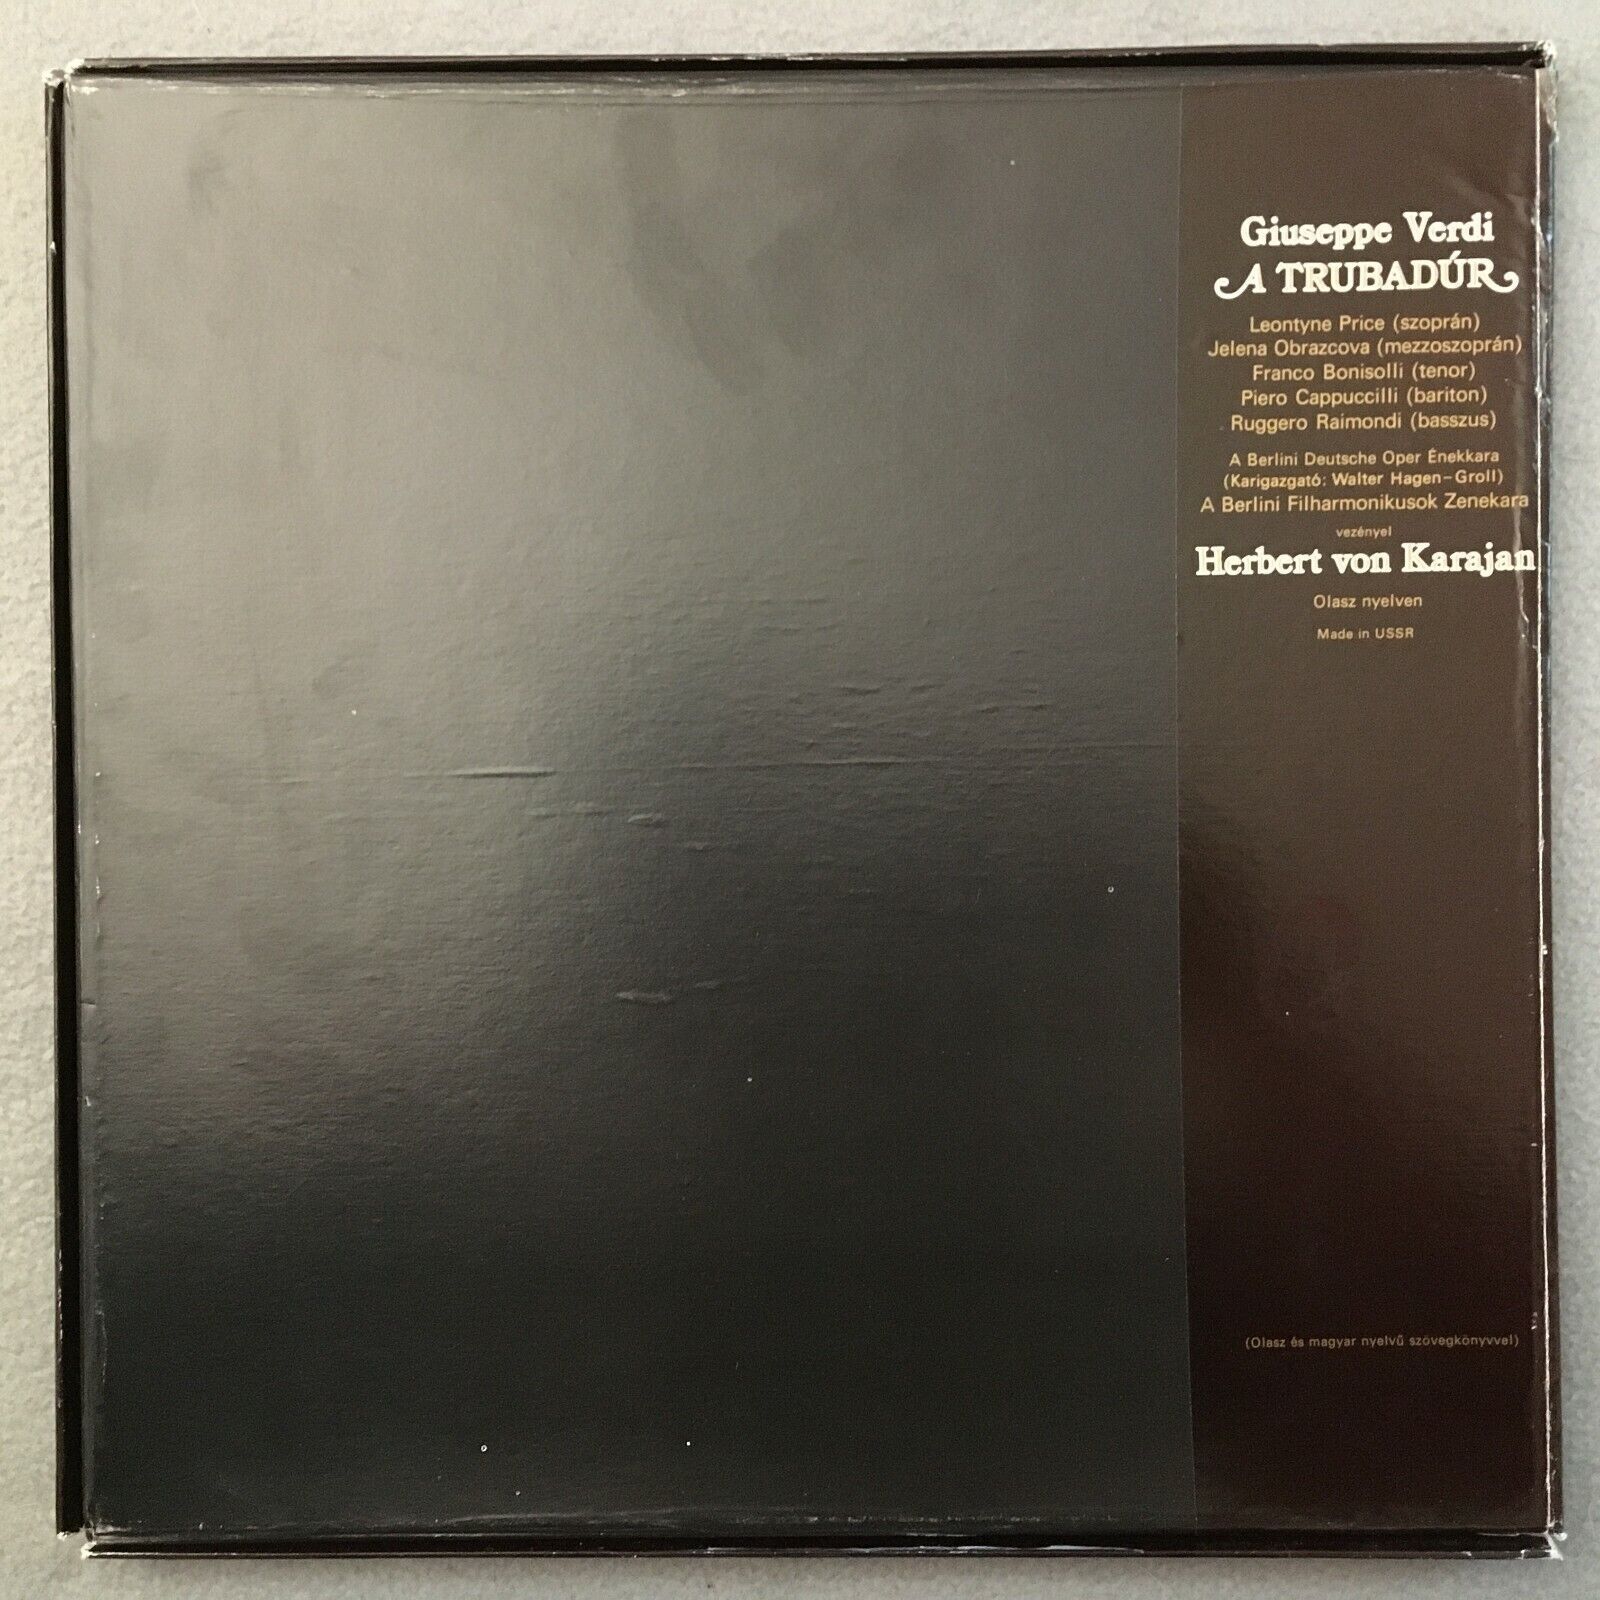 Giuseppe Verdi
A TRUBADÚR
Leontyne Price (szoprán)
Jelena Obrazcova (mezzoszoprán)
Franco Bonisolli (tenor)
Piero Cappuccilli (bariton)
Ruggero Raimondi (basszus)
A Berlini Deutsche Oper Énekkara
(Karigazgató: Walter Hagen-Groll)
A Berlini Filharmonikusok Zenekara
vezényel
Herbert von Karajan
Olasz nyelven
Made in USSR
(Olasz és magyar nyelvű szövegkönyvvel)